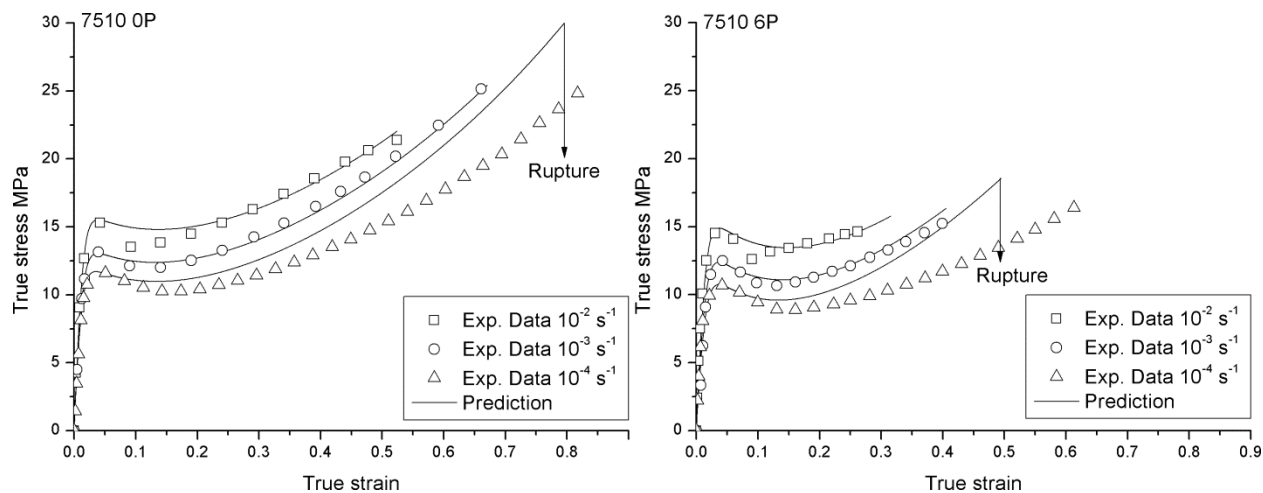 7510 0P
30
25
20
15
10
5
0
True stress MPa
Rupture
Exp. Data 10⁻² s⁻¹
Exp. Data 10⁻³ s⁻¹
Exp. Data 10⁻⁴ s⁻¹
Prediction
0.0 0.1 0.2 0.3 0.4 0.5 0.6 0.7 0.8
True strain
7510 6P
30
25
20
15
10
5
0
True stress MPa
Rupture
Exp. Data 10⁻² s⁻¹
Exp. Data 10⁻³ s⁻¹
Exp. Data 10⁻⁴ s⁻¹
Prediction
0.0 0.1 0.2 0.3 0.4 0.5 0.6 0.7 0.8 0.9
True strain